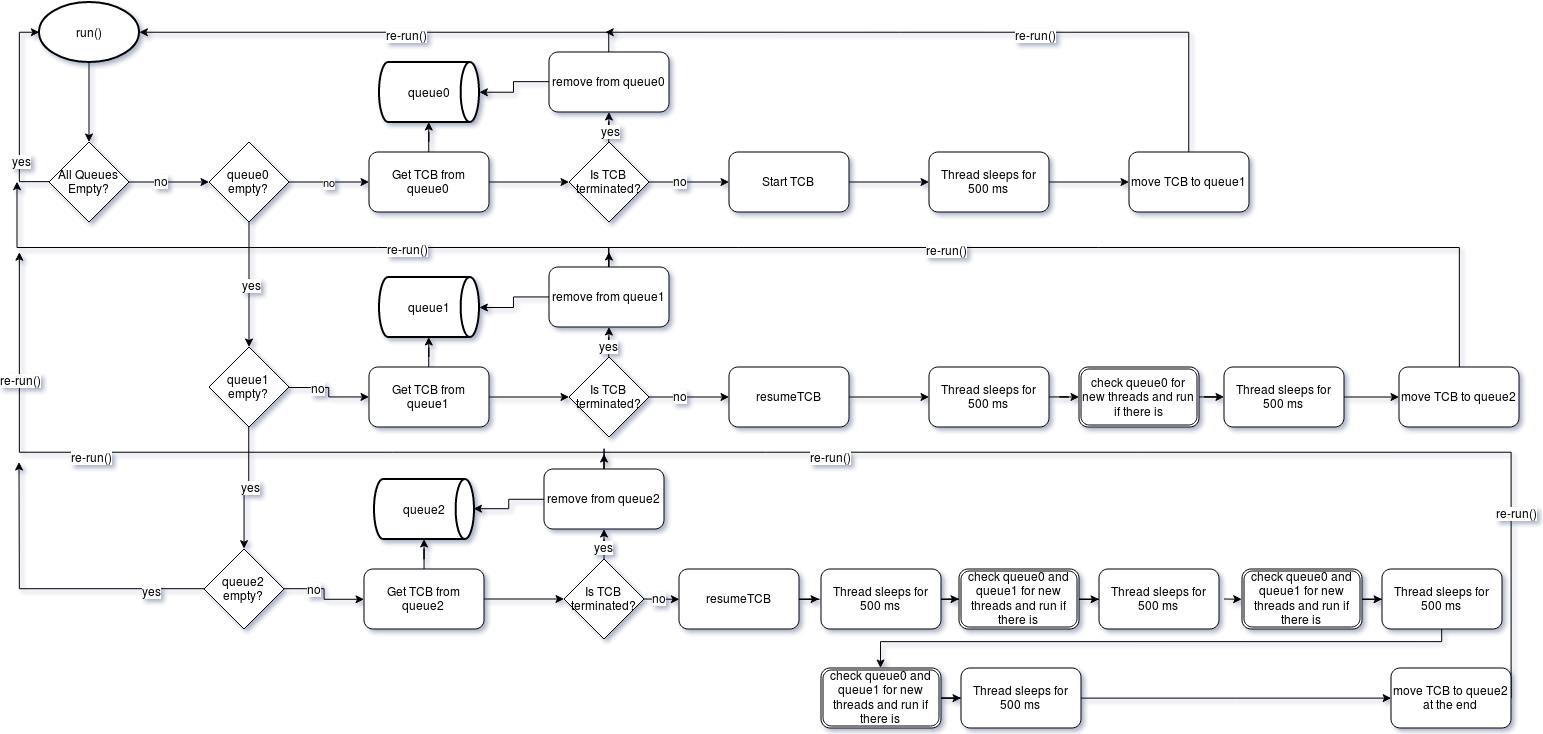 run()
re-run()
re-run()
remove from queue0
queue0
yes
yes
All Queues
Empty?
no
queue0
empty?
no
Get TCB from
queue0
Is TCB
terminated?
no
Start TCB
Thread sleeps for
500 ms
move TCB to queue1
re-run()
re-run()
yes
remove from queue1
queue1
yes
re-run()
queue1
empty?
no
Get TCB from
queue1
Is TCB
terminated?
no
resumeTCB
Thread sleeps for
500 ms
check queue0 for
new threads and run
if there is
Thread sleeps for
500 ms
move TCB to queue2
re-run()
re-run()
yes
remove from queue2
queue2
re-run()
yes
yes
queue2
empty?
no
Get TCB from
queue2
Is TCB
terminated?
no
resumeTCB
Thread sleeps for
500 ms
check queue0 and
queue1 for new
threads and run if
there is
Thread sleeps for
500 ms
check queue0 and
queue1 for new
threads and run if
there is
Thread sleeps for
500 ms
check queue0 and
queue1 for new
threads and run if
there is
Thread sleeps for
500 ms
move TCB to queue2
at the end